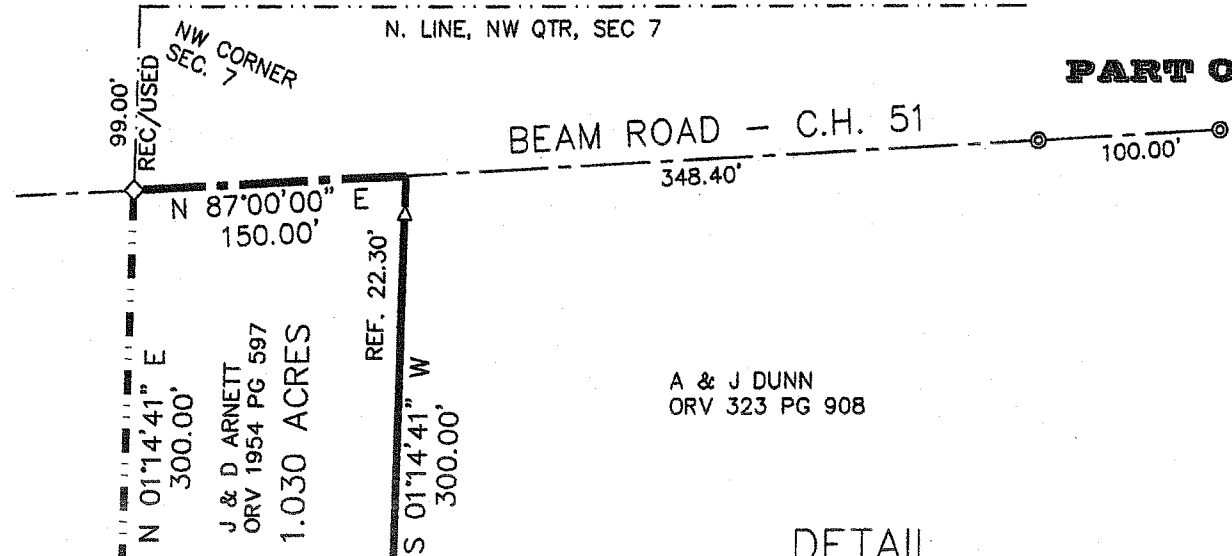 N. LINE, NW QTR, SEC 7
NW CORNER
SEC. 7
99.00'
REC/USED
PART
BEAM ROAD - C.H. 51
348.40'
100.00'
N 87°00'00" E
150.00'
REF. 22.30'
N 01°14'41" E
300.00'
J & D ARNETT
ORV 1954 PG 597
1.030 ACRES
S 01°14'41" W
300.00'
A & J DUNN
ORV 323 PG 908
DETAIL